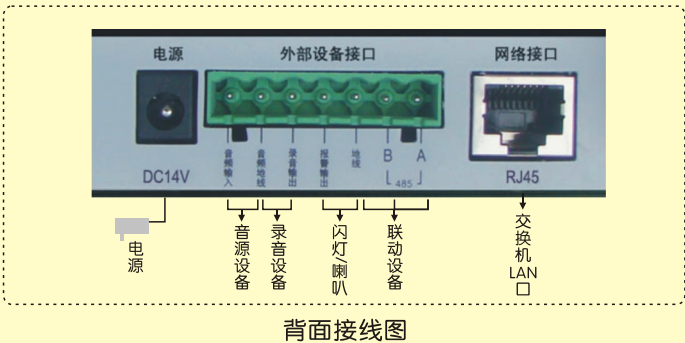 电源 外部设备接口 网络接口
音频输入
音频地线
录音输出
报警输出
地线
B A
485
DC14V
RJ45
电源
音源设备
录音设备
闪灯/喇叭
联动设备
交换机LAN口
背面接线图